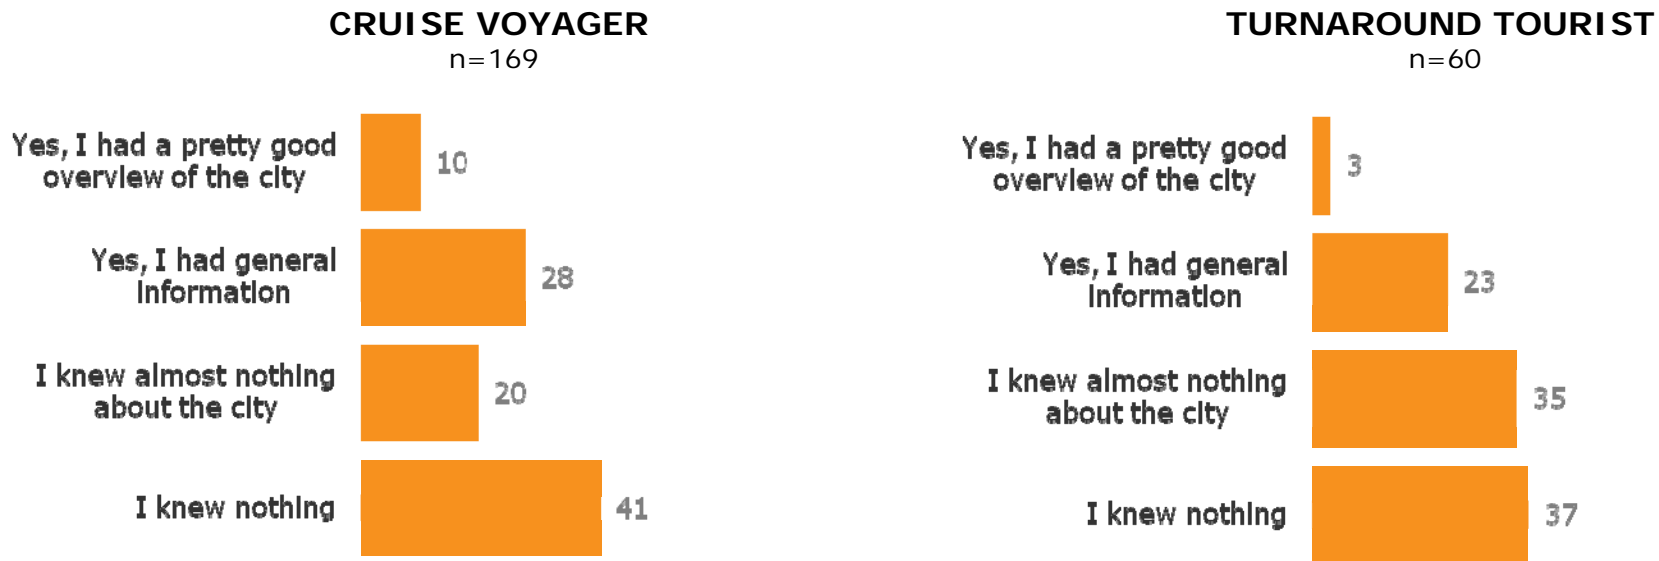 CRUISE VOYAGER
n=169
Yes, I had a pretty good
overview of the city
10
Yes, I had general
information
28
I knew almost nothing
about the city
20
I knew nothing
41
TURNAROUND TOURIST
n=60
Yes, I had a pretty good
overview of the city
3
Yes, I had general
information
23
I knew almost nothing
about the city
35
I knew nothing
37